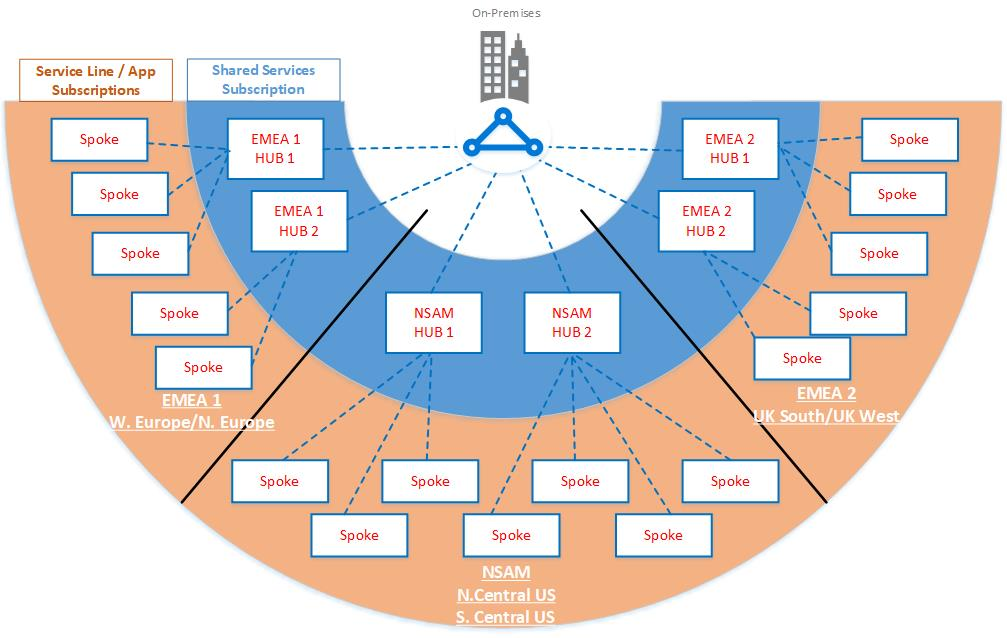 On-Premises
Service Line / App
Subscriptions
Shared Services
Subscription
Spoke
EMEA 1
HUB 1
EMEA 2
HUB 1
Spoke
Spoke
Spoke
EMEA 1
HUB 2
EMEA 2
HUB 2
Spoke
Spoke
Spoke
NSAM
HUB 1
NSAM
HUB 2
Spoke
Spoke
Spoke
EMEA 1
W. Europe/N. Europe
EMEA 2
UK South/UK West
Spoke
Spoke
Spoke
Spoke
Spoke
Spoke
Spoke
NSAM
N.Central US
S. Central US